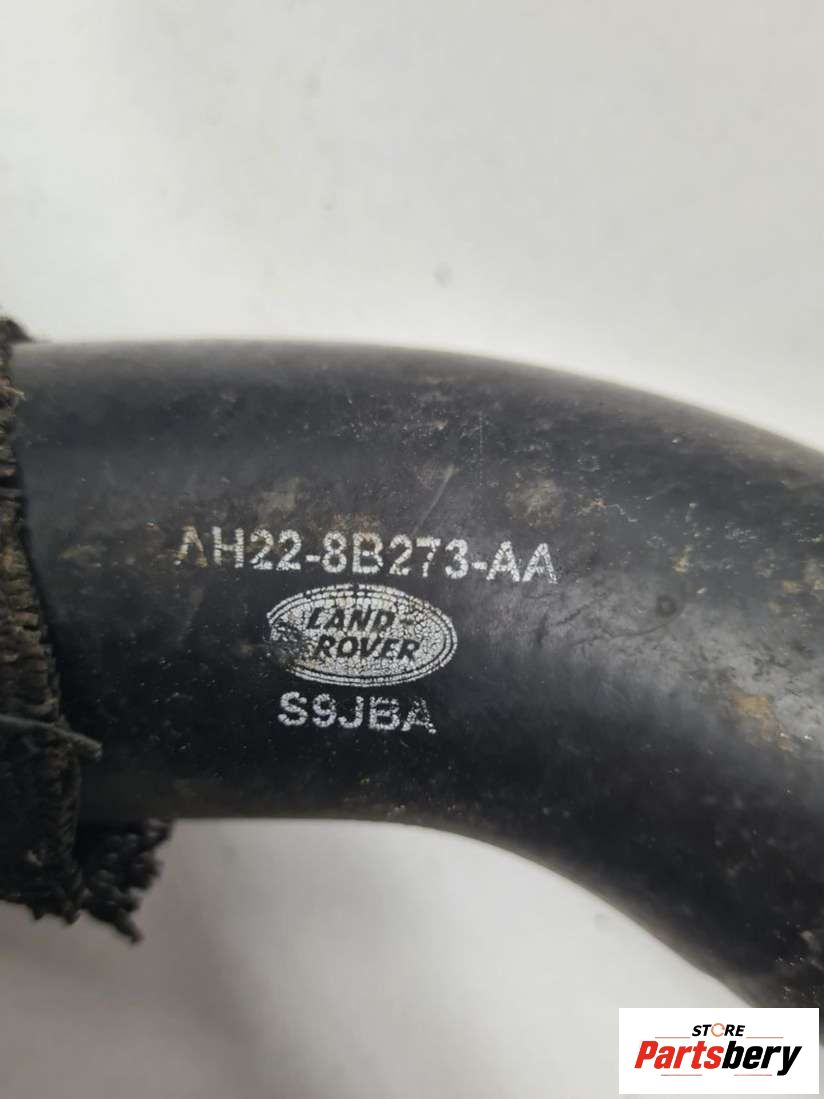 AH22-8B273-AA
LAND-
ROVER
S9JBA
STORE
Partsbery